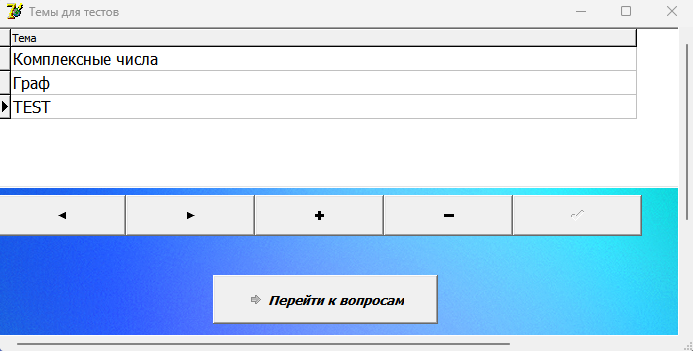 Темы для тестов
Тема
Комплексные числа
Граф
TEST
Перейти к вопросам